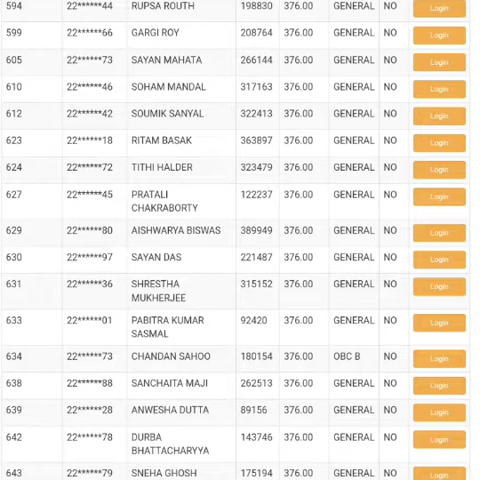 594 22******44 RUPSA ROUTH 198830 376.00 GENERAL NO Login
599 22******66 GARGI ROY 208764 376.00 GENERAL NO Login
605 22******73 SAYAN MAHATA 266144 376.00 GENERAL NO Login
610 22******46 SOHAM MANDAL 317163 376.00 GENERAL NO Login
612 22******42 SOUMIK SANYAL 322413 376.00 GENERAL NO Login
623 22******18 RITAM BASAK 363897 376.00 GENERAL NO Login
624 22******72 TITHI HALDER 323479 376.00 GENERAL NO Login
627 22******45 PRATALI 122237 376.00 GENERAL NO Login
CHAKRABORTY
629 22******80 AISHWARYA BISWAS 389949 376.00 GENERAL NO Login
630 22******97 SAYAN DAS 221487 376.00 GENERAL NO Login
631 22******36 SHRESTHA 315152 376.00 GENERAL NO Login
MUKHERJEE
633 22******01 PABITRA KUMAR 92420 376.00 GENERAL NO Login
SASMAL
634 22******73 CHANDAN SAHOO 180154 376.00 OBC B NO Login
638 22******88 SANCHAITA MAJI 262513 376.00 GENERAL NO Login
639 22******28 ANWESHA DUTTA 89156 376.00 GENERAL NO Login
642 22******78 DURBA 143746 376.00 GENERAL NO Login
BHATTACHARYYA
643 22******79 SNEHA GHOSH 175194 376.00 GENERAL NO Login